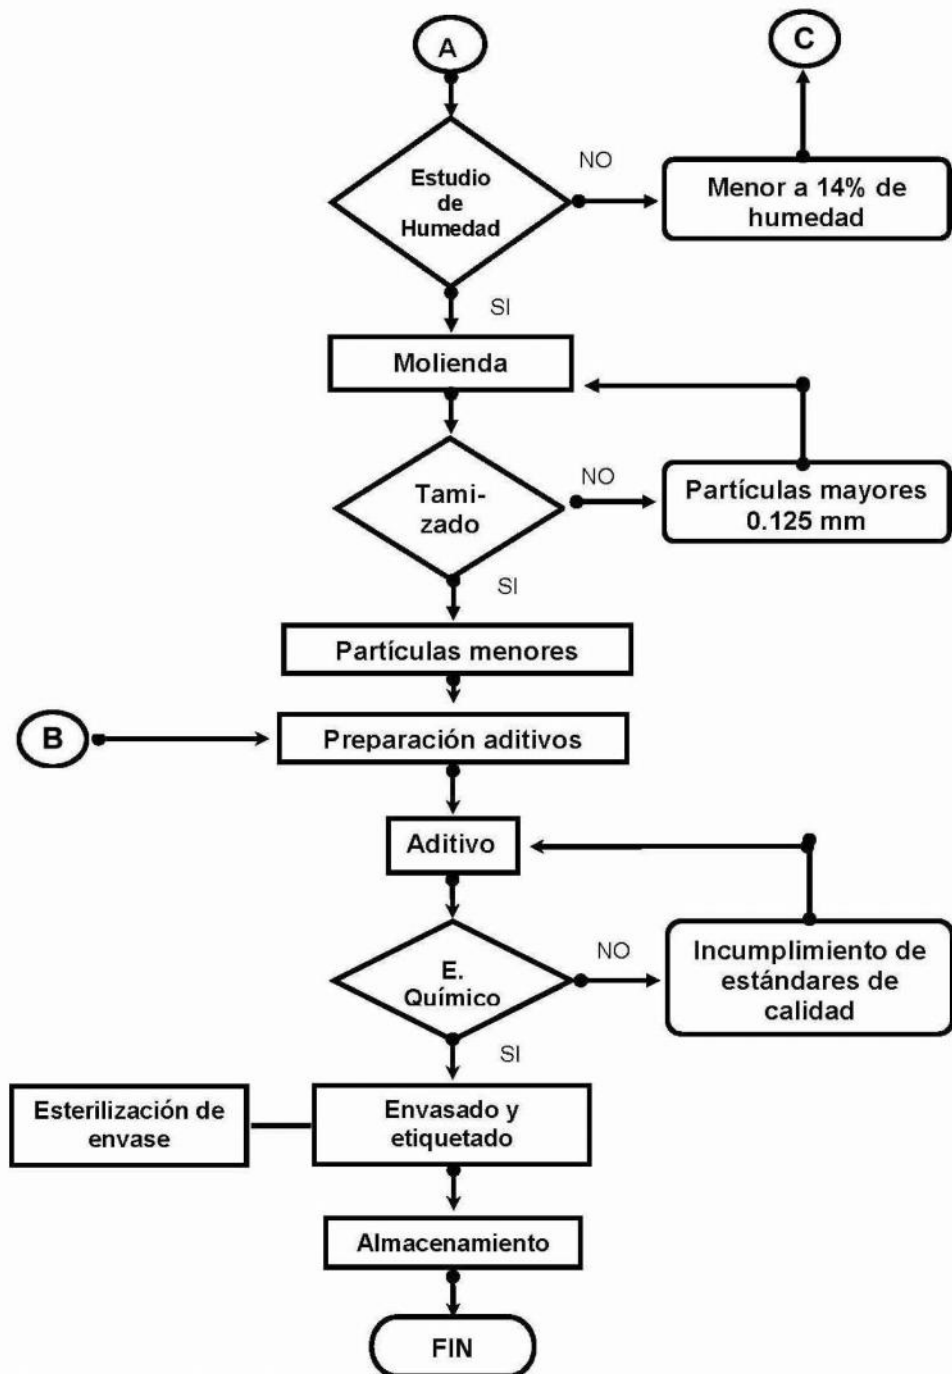 A
C
Estudio
de
Humedad
NO
Menor a 14% de
humedad
SI
Molienda
Tami-
zado
NO
Partículas mayores
0.125 mm
SI
Partículas menores
B
Preparación aditivos
Aditivo
E.
Químico
NO
Incumplimiento de
estándares de
calidad
SI
Esterilización de
envase
Envasado y
etiquetado
Almacenamiento
FIN